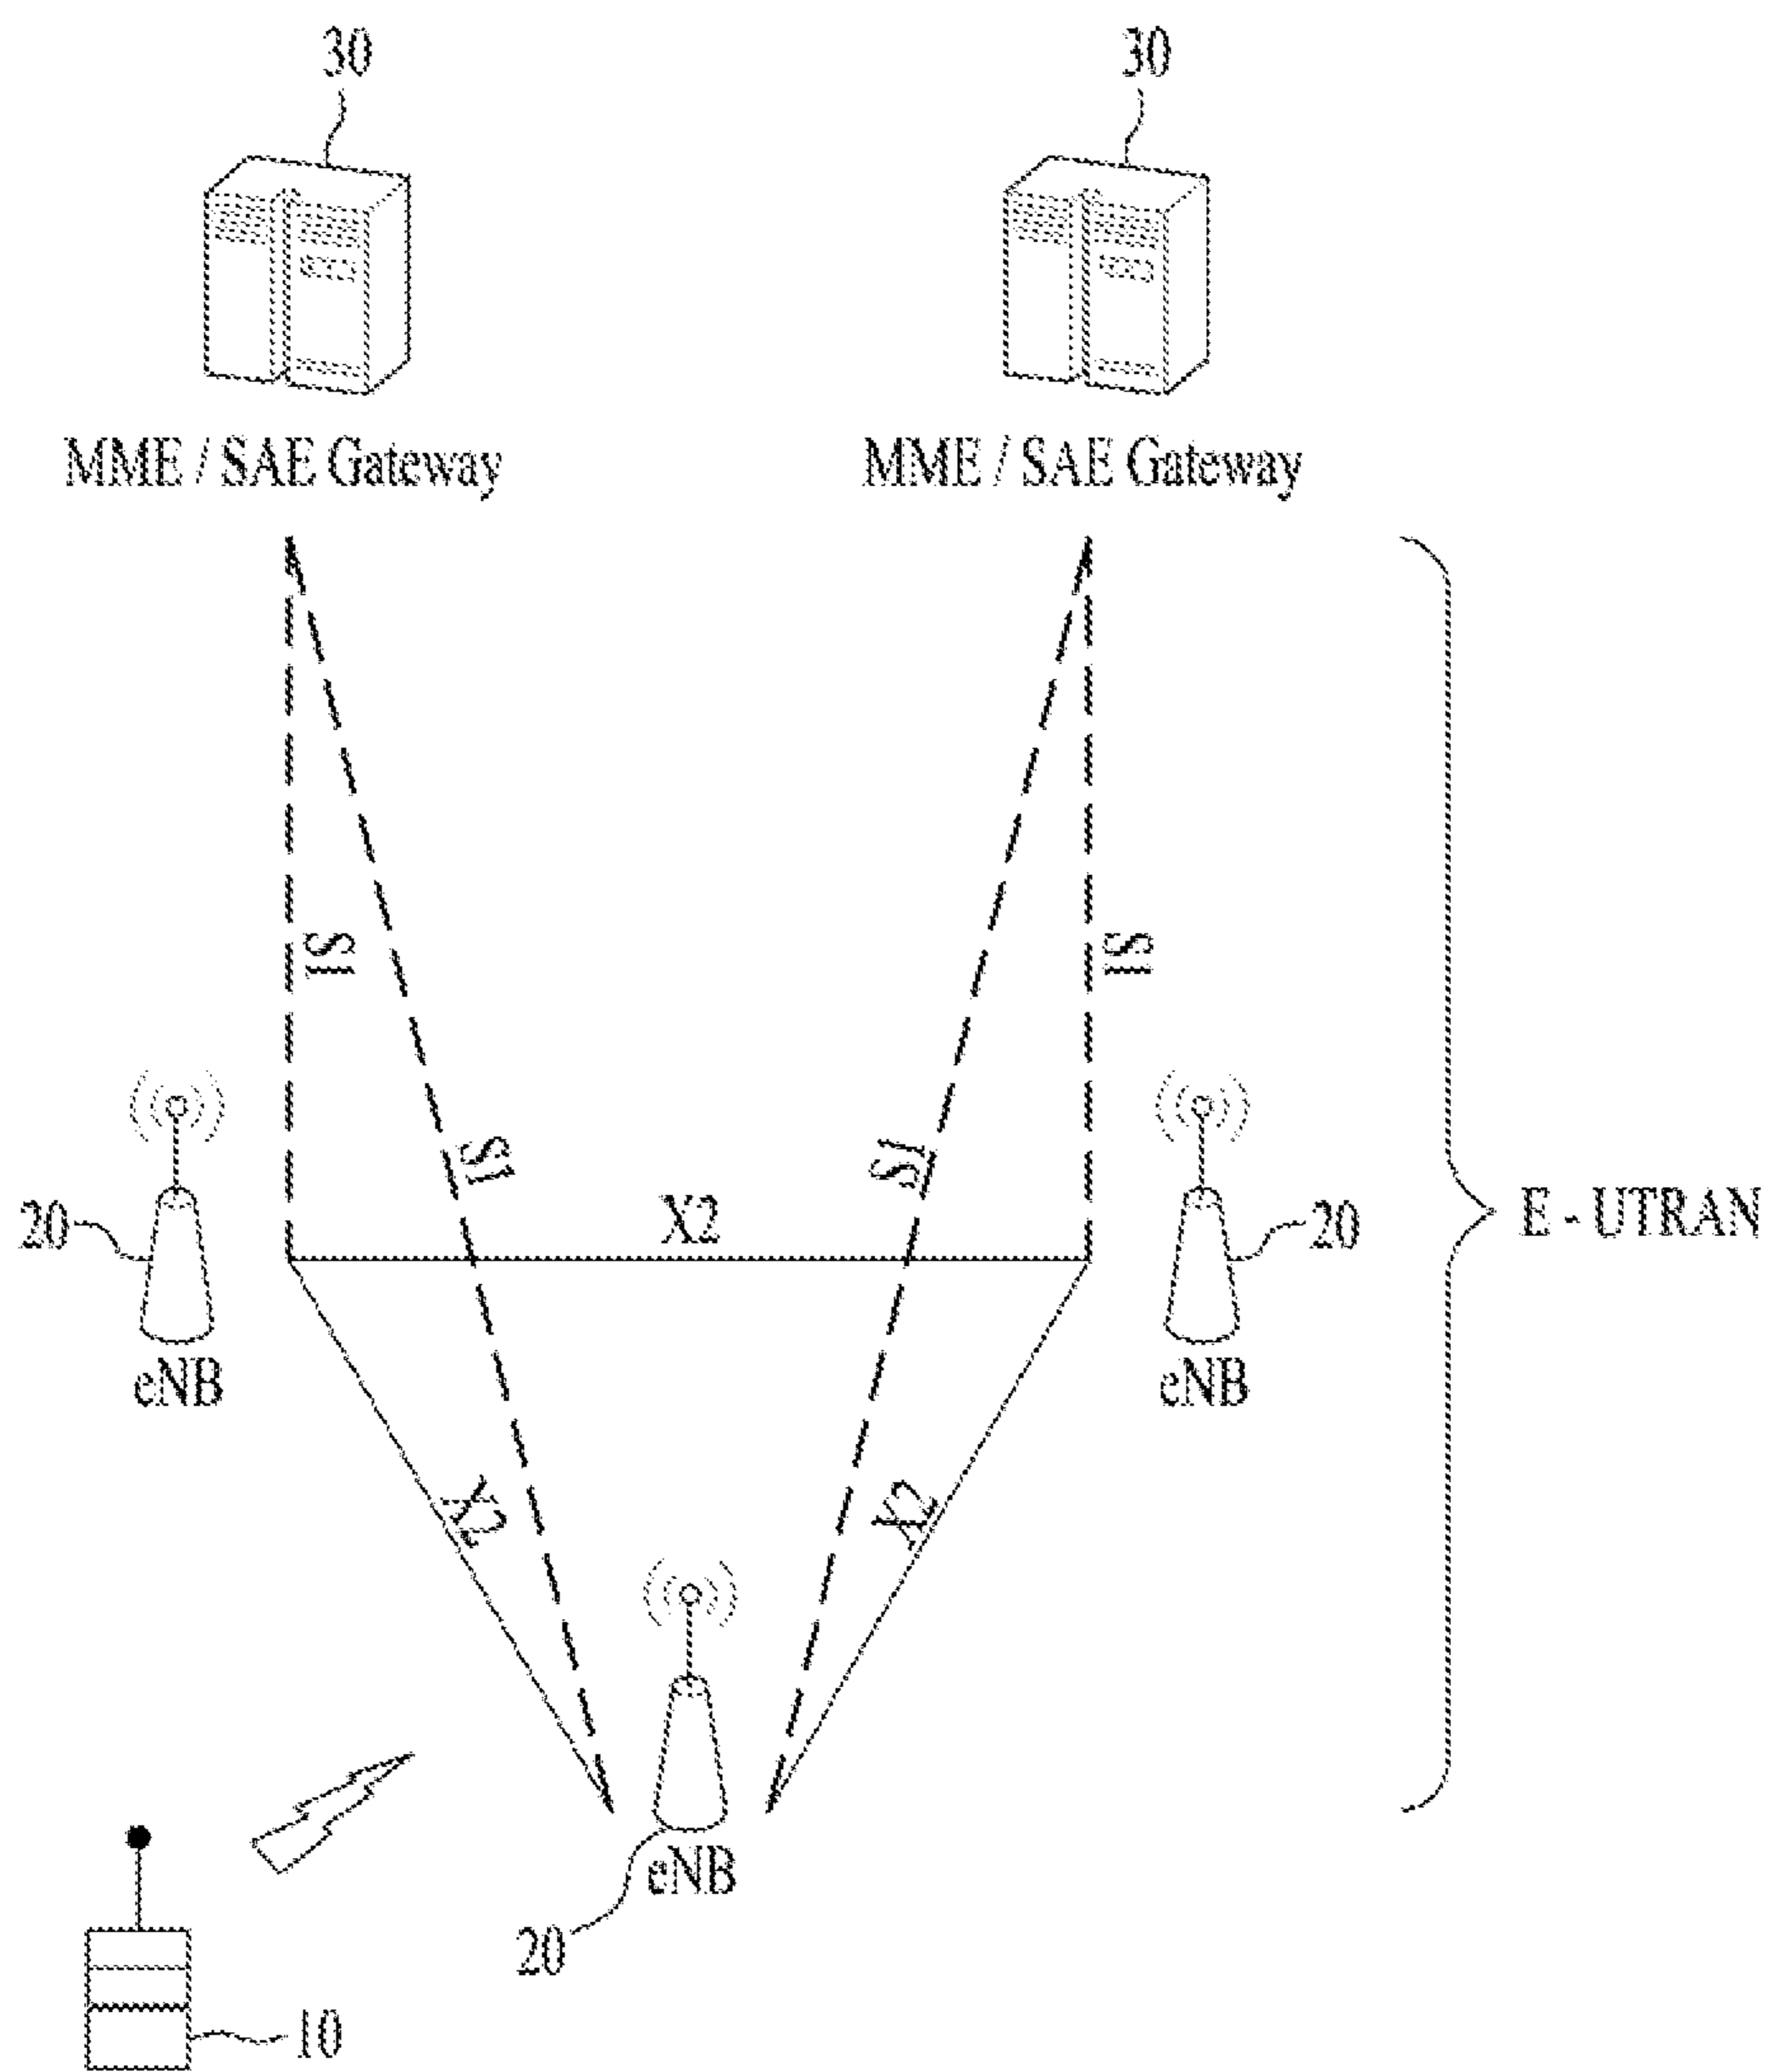 30
30
MME / SAE Gateway
MME / SAE Gateway
S1
S1
S1
S1
X2
20
20
E - UTRAN
eNB
eNB
X2
X2
eNB
20
10